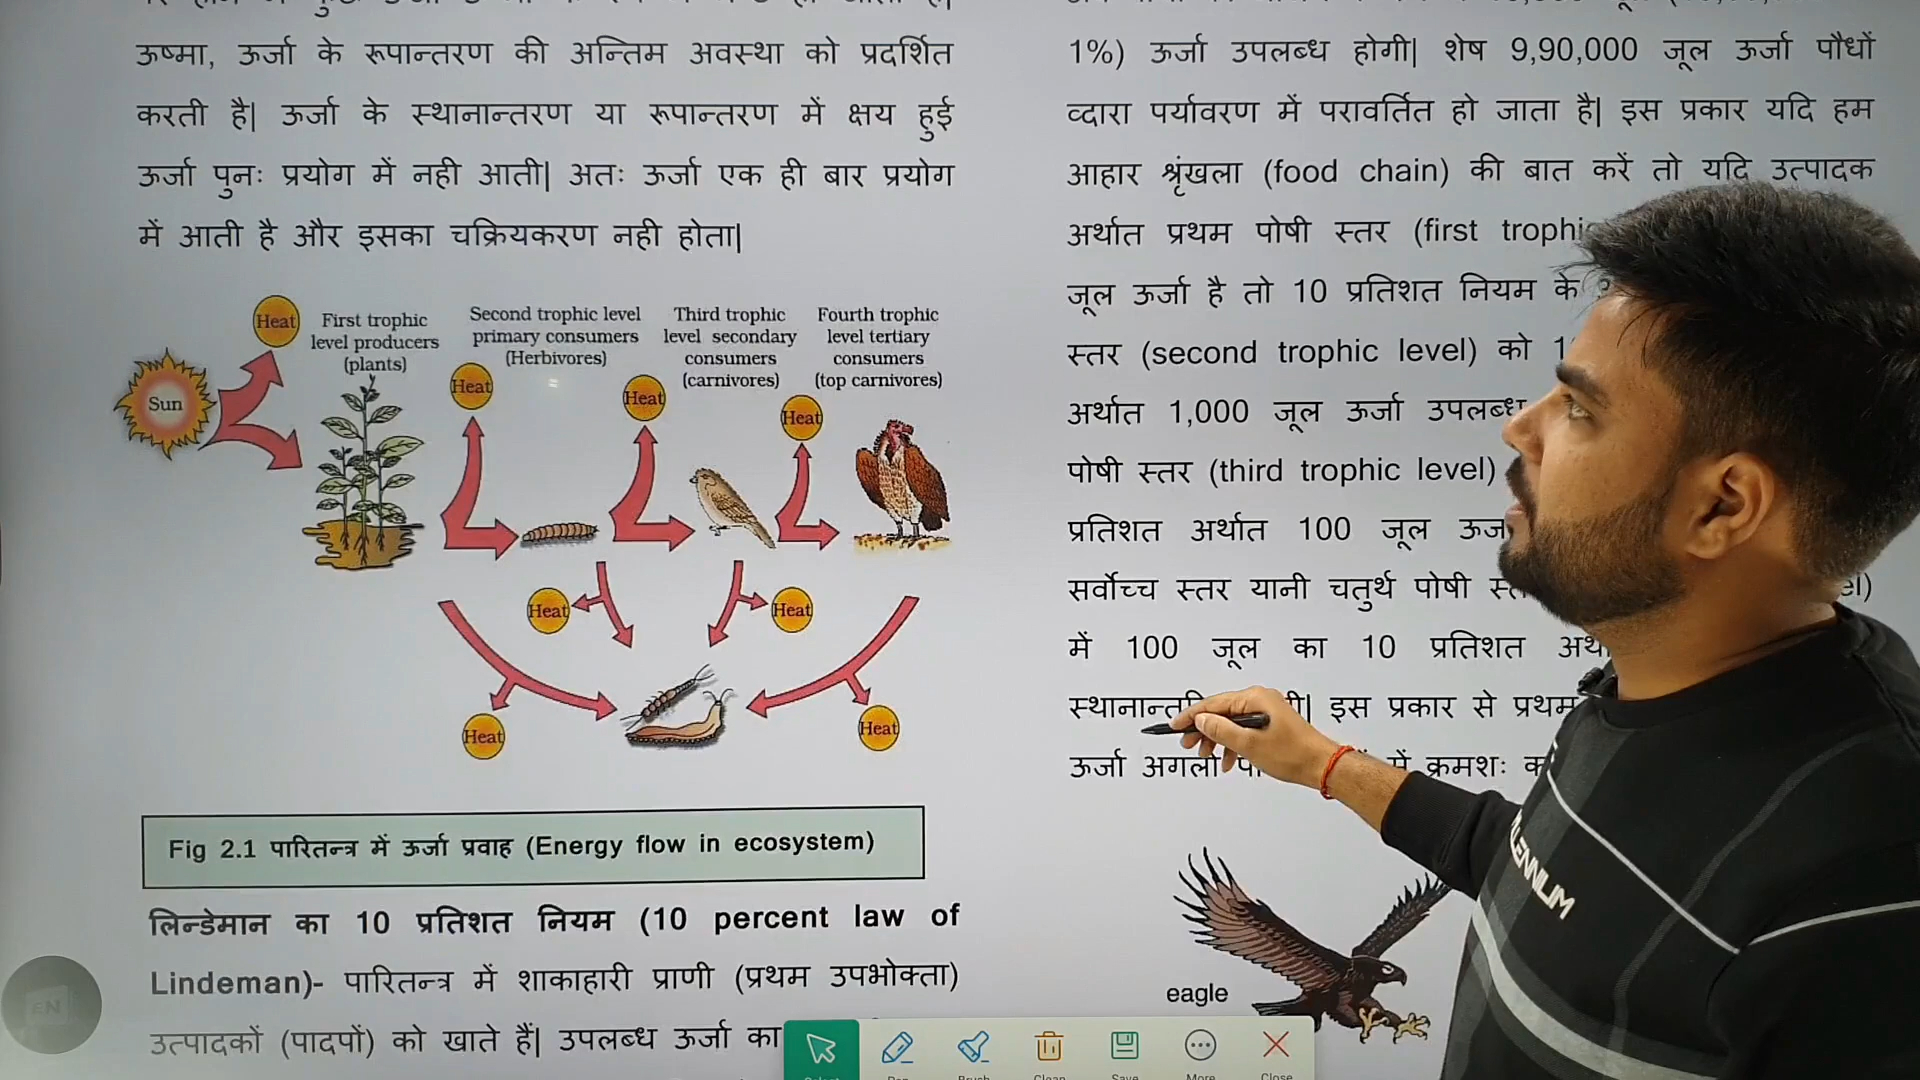 ऊष्मा, ऊर्जा के रूपान्तरण की अन्तिम अवस्था को प्रदर्शित
करती है| ऊर्जा के स्थानान्तरण या रूपान्तरण में क्षय हुई
ऊर्जा पुनः प्रयोग में नही आती| अतः ऊर्जा एक ही बार प्रयोग
में आती है और इसका चक्रियकरण नही होता|
Sun
Heat
First trophic
level producers
(plants)
Second trophic level
primary consumers
(Herbivores)
Third trophic
level secondary
consumers
(carnivores)
Fourth trophic
level tertiary
consumers
(top carnivores)
Heat
Heat
Heat
Heat
Heat
Heat
Heat
Fig 2.1 पारितन्त्र में ऊर्जा प्रवाह (Energy flow in ecosystem)
लिन्डेमान का 10 प्रतिशत नियम (10 percent law of
Lindeman)- पारितन्त्र में शाकाहारी प्राणी (प्रथम उपभोक्ता)
उत्पादकों (पादपों) को खाते हैं| उपलब्ध ऊर्जा का
1%) ऊर्जा उपलब्ध होगी| शेष 9,90,000 जूल ऊर्जा पौधों
व्दारा पर्यावरण में परावर्तित हो जाता है| इस प्रकार यदि हम
आहार श्रृंखला (food chain) की बात करें तो यदि उत्पादक
अर्थात प्रथम पोषी स्तर (first
जूल ऊर्जा है तो 10 प्रतिशत नियम के
स्तर (second trophic level) को
अर्थात 1,000 जूल ऊर्जा उपलब्ध
पोषी स्तर (third trophic level)
प्रतिशत अर्थात 100 जूल
सर्वोच्च स्तर यानी चतुर्थ पोषी
में 100 जूल का 10 प्रतिशत
इस प्रकार से प्रथम
ऊर्जा में क्रमशः
eagle
MILLENNIUM
EN
Save
More
Close